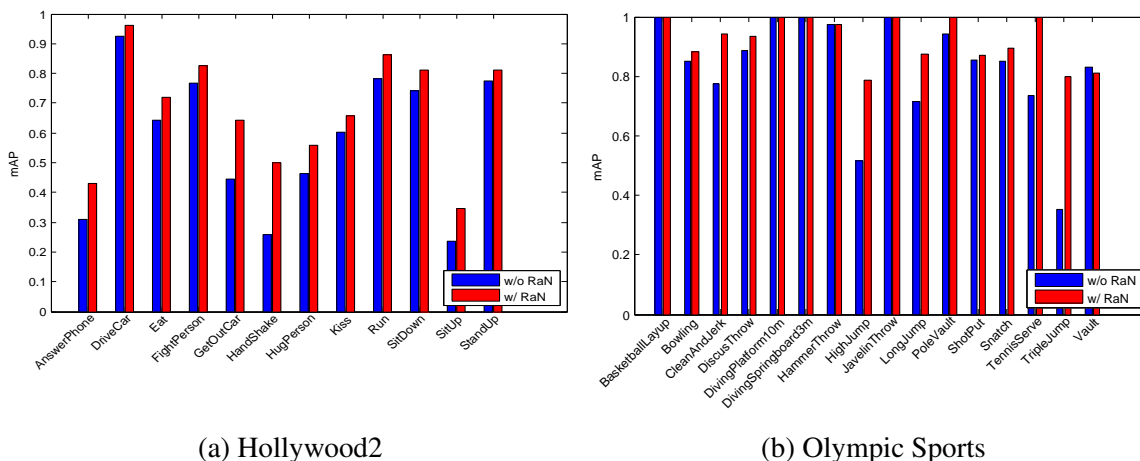 1
0.9
0.8
0.7
0.6
0.5
0.4
0.3
0.2
0.1
0
mAP
AnswerPhone
DriveCar
Eat
FightPerson
GetOutCar
HandShake
HugPerson
Kiss
Run
SitDown
SitUp
StandUp
w/o RaN
w/ RaN
(a) Hollywood2
1
0.8
0.6
0.4
0.2
0
mAP
BasketballLayup
Bowling
CleanAndJerk
DiscusThrow
DivingPlatform10m
DivingSpringboard3m
HammerThrow
HighJump
JavelinThrow
LongJump
PoleVault
ShotPut
Snatch
TennisServe
TripleJump
Vault
w/o RaN
w/ RaN
(b) Olympic Sports